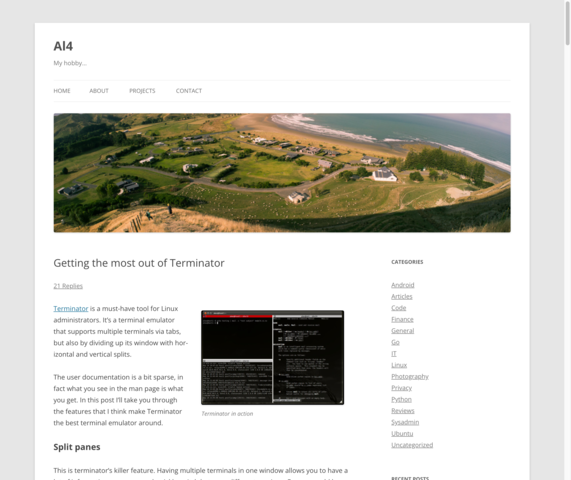 Al4
My hobby...
HOME ABOUT PROJECTS CONTACT
Getting the most out of Terminator
21 Replies
Terminator is a must-have tool for Linux
administrators. It's a terminal emulator
that supports multiple terminals via tabs,
but also by dividing up its window with hor-
izontal and vertical splits.
Terminator in action
The user documentation is a bit sparse, in
fact what you see in the man page is what
you get. In this post I'll take you through
the features that I think make Terminator
the best terminal emulator around.
Split panes
This is terminator's killer feature. Having multiple terminals in one window allows you to have a
CATEGORIES
Android
Articles
Code
Finance
General
Go
IT
Linux
Photography
Privacy
Python
Reviews
Sysadmin
Ubuntu
Uncategorized
RECENT POSTS